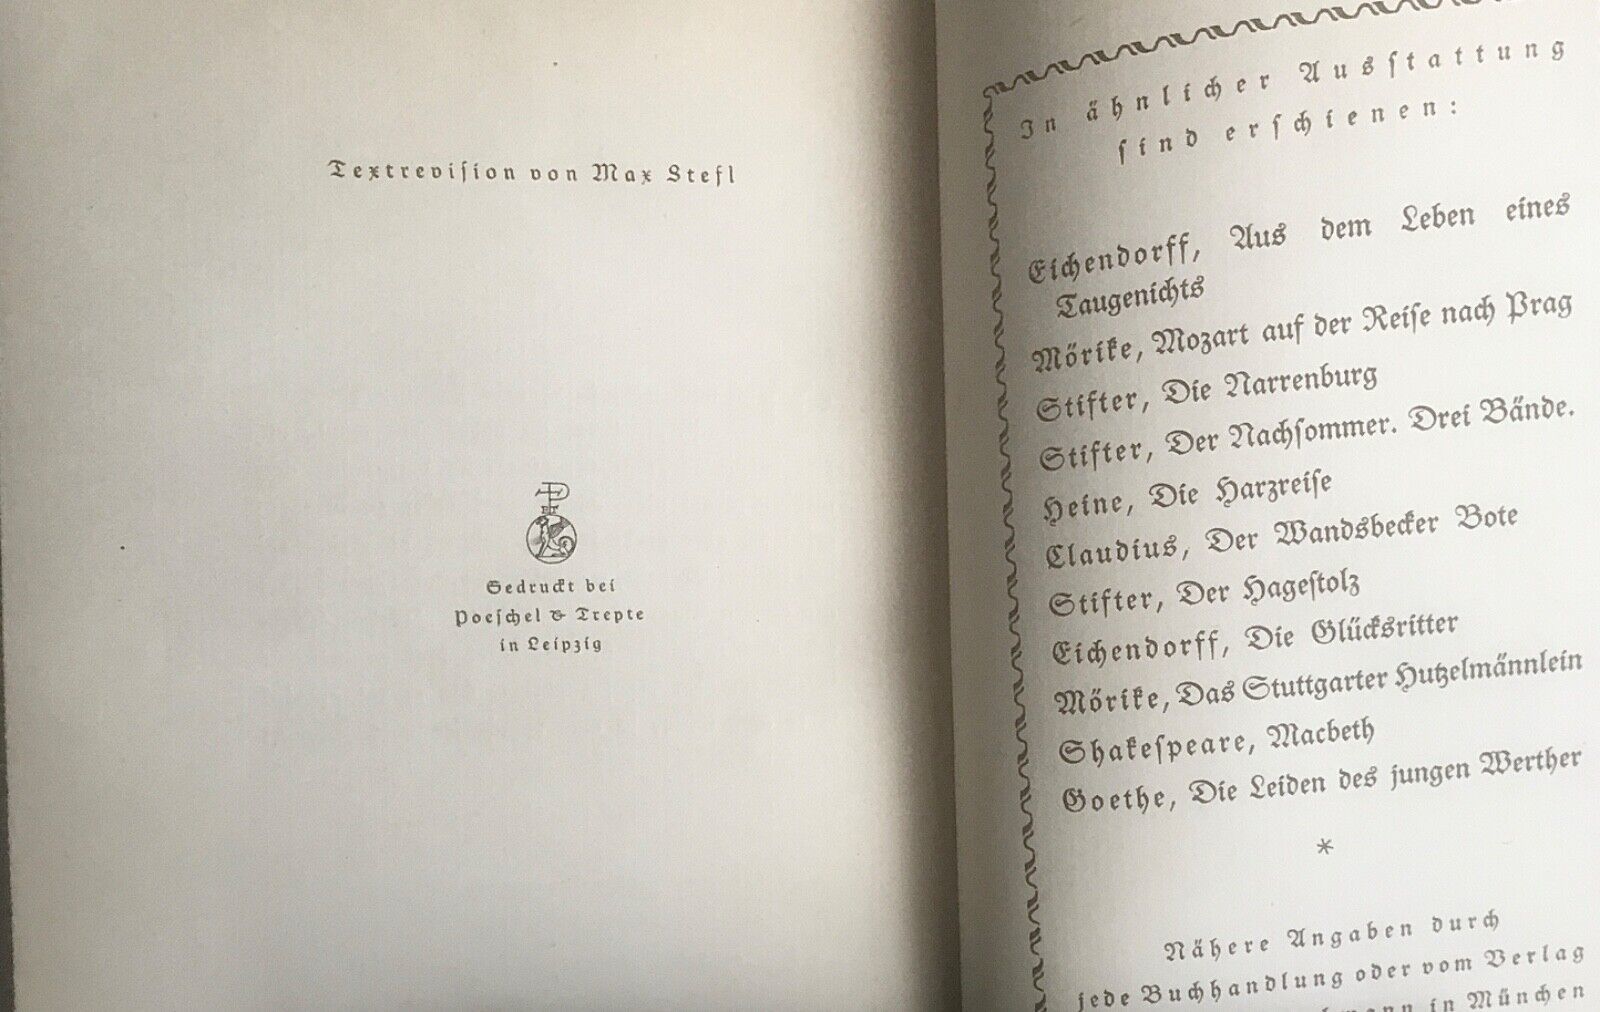 Textreviſion von Max Stefl
Gedruckt bei
Poeſchel & Trepte
in Leipzig
In ähnlicher Ausſtattung
ſind erſchienen:
Eichendorff, Aus dem Leben eines
Taugenichts
Mörike, Mozart auf der Reiſe nach Prag
Stifter, Die Narrenburg
Stifter, Der Nachſommer. Drei Bände.
Heine, Die Harzreiſe
Claudius, Der Wandsbecker Bote
Stifter, Der Hageſtolz
Eichendorff, Die Glücksritter
Mörike, Das Stuttgarter Hutzelmännlein
Shakeſpeare, Macbeth
Goethe, Die Leiden des jungen Werther
*
Nähere Angaben durch
jede Buchhandlung oder vom Verlag
in München